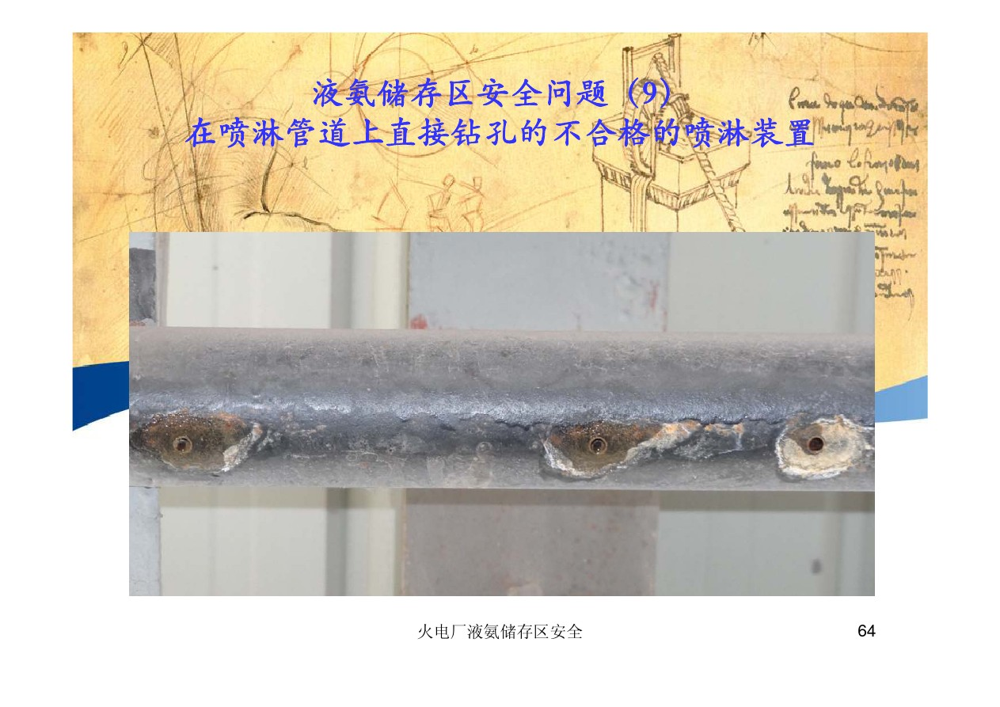 液氨储存区安全问题（9）
在喷淋管道上直接钻孔的不合格的喷淋装置
火电厂液氨储存区安全
64